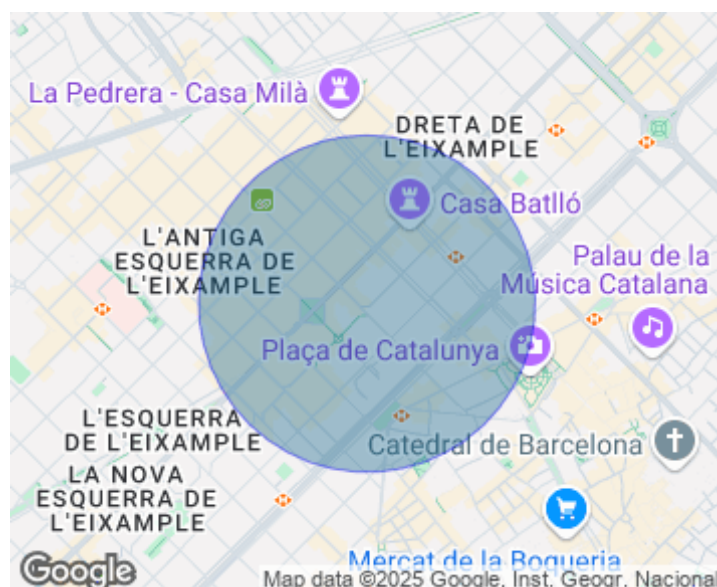 La Pedrera - Casa Milà
DRETA DE
L'EIXAMPLE
Casa Batlló
L'ANTIGA
ESQUERRA DE
L'EIXAMPLE
Palau de la
Música Catalana
Plaça de Catalunya
L'ESQUERRA
DE L'EIXAMPLE
Catedral de Barcelona
LA NOVA
ESQUERRA DE
L'EIXAMPLE
Mercat de la Boqueria
Google
Map data ©2025 Google, Inst. Geogr. Nacional